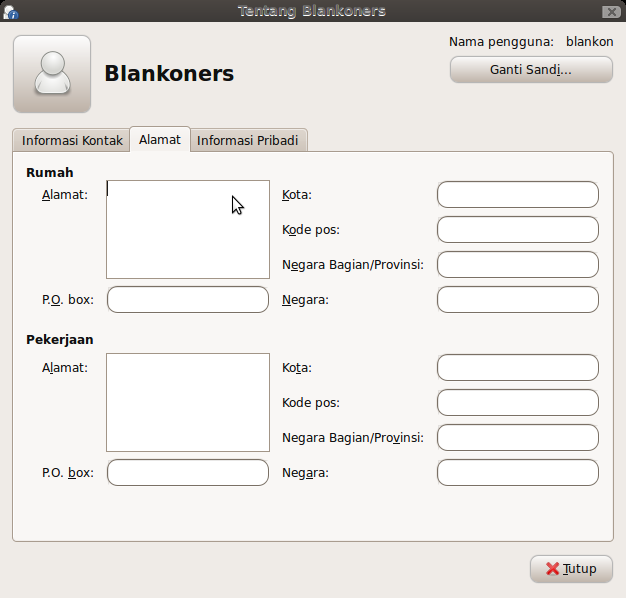 Tentang Blankoners
Nama pengguna: blankon
Blankoners
Ganti Sandi...
Informasi Kontak Alamat Informasi Pribadi
Rumah
Alamat: Kota:
Kode pos:
Negara Bagian/Provinsi:
P.O. box: Negara:
Pekerjaan
Alamat: Kota:
Kode pos:
Negara Bagian/Provinsi:
P.O. box: Negara:
Tutup